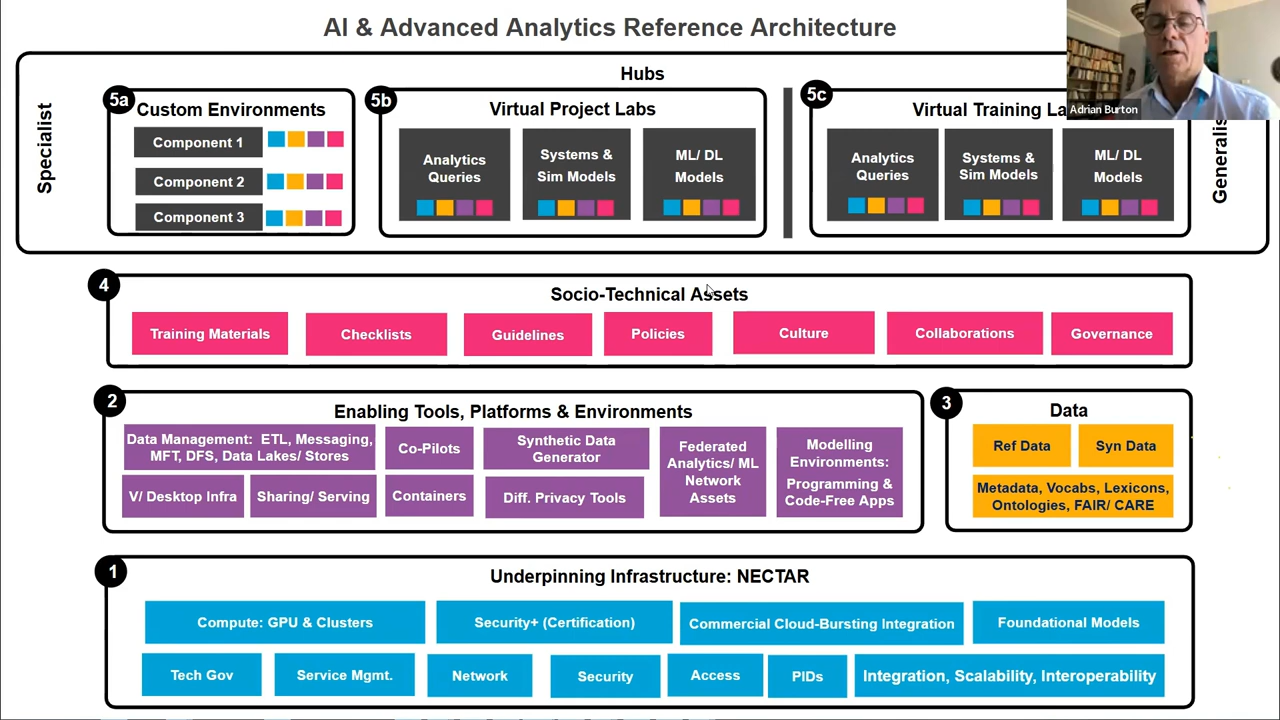 AI & Advanced Analytics Reference Architecture
Adrian Burton
Hubs
Specialist
5a
Custom Environments
Component 1
Component 2
Component 3
5b
Virtual Project Labs
Analytics
Queries
Systems &
Sim Models
ML/ DL
Models
5c
Virtual Training La
Analytics
Queries
Systems &
Sim Models
ML/ DL
Models
Generalis
4
Socio-Technical Assets
Training Materials
Checklists
Guidelines
Policies
Culture
Collaborations
Governance
2
Enabling Tools, Platforms & Environments
Data Management: ETL, Messaging,
MFT, DFS, Data Lakes/ Stores
Co-Pilots
Synthetic Data
Generator
Federated
Analytics/ ML
Network
Assets
Modelling
Environments:
Programming &
Code-Free Apps
V/ Desktop Infra
Sharing/ Serving
Containers
Diff. Privacy Tools
3
Data
Ref Data
Syn Data
Metadata, Vocabs, Lexicons,
Ontologies, FAIR/ CARE
1
Underpinning Infrastructure: NECTAR
Compute: GPU & Clusters
Security+ (Certification)
Commercial Cloud-Bursting Integration
Foundational Models
Tech Gov
Service Mgmt.
Network
Security
Access
PIDs
Integration, Scalability, Interoperability